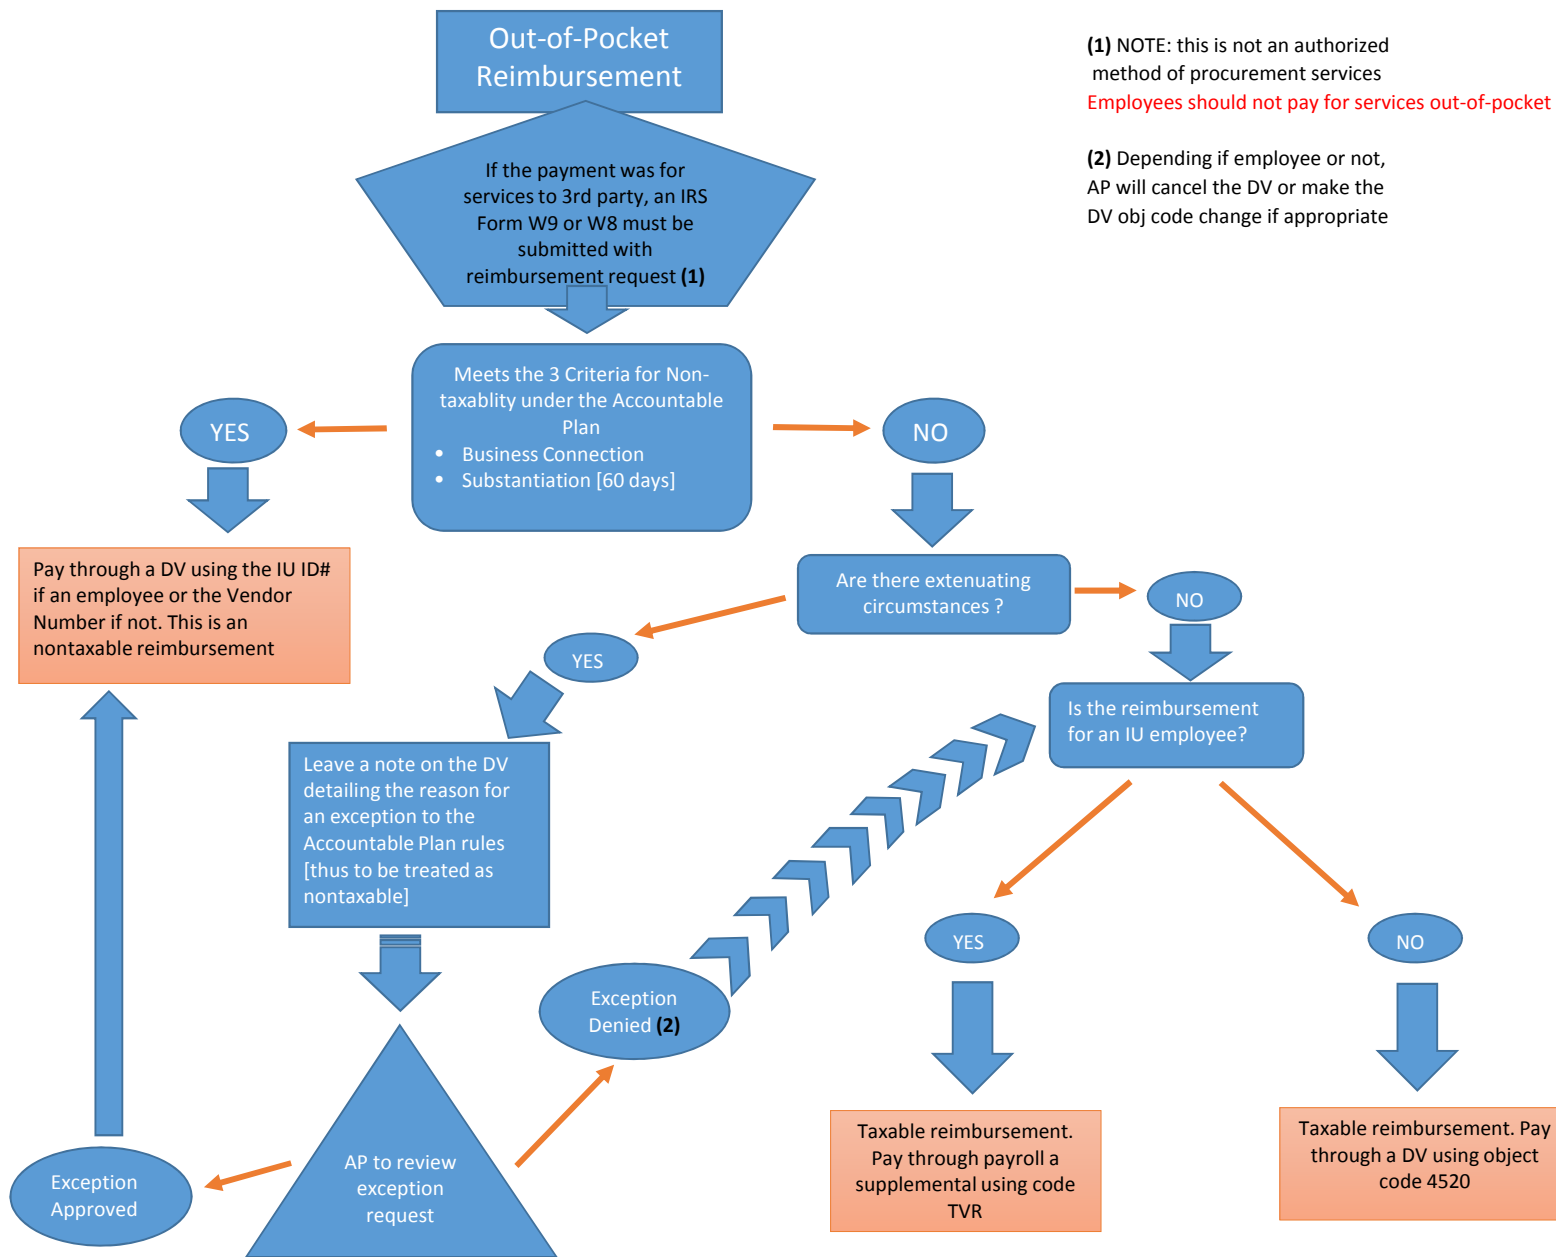 Out-of-Pocket
Reimbursement
(1) NOTE: this is not an authorized
method of procurement services
Employees should not pay for services out-of-pocket
(2) Depending if employee or not,
AP will cancel the DV or make the
DV obj code change if appropriate
If the payment was for
services to 3rd party, an IRS
Form W9 or W8 must be
submitted with
reimbursement request (1)
Meets the 3 Criteria for Non-
taxablity under the Accountable
Plan
• Business Connection
• Substantiation [60 days]
YES
NO
Pay through a DV using the IU ID#
if an employee or the Vendor
Number if not. This is an
nontaxable reimbursement
Are there extenuating
circumstances ?
NO
YES
Is the reimbursement
for an IU employee?
Leave a note on the DV
detailing the reason for
an exception to the
Accountable Plan rules
[thus to be treated as
nontaxable]
YES
NO
Exception
Denied (2)
AP to review
exception
request
Exception
Approved
Taxable reimbursement.
Pay through payroll a
supplemental using code
TVR
Taxable reimbursement. Pay
through a DV using object
code 4520